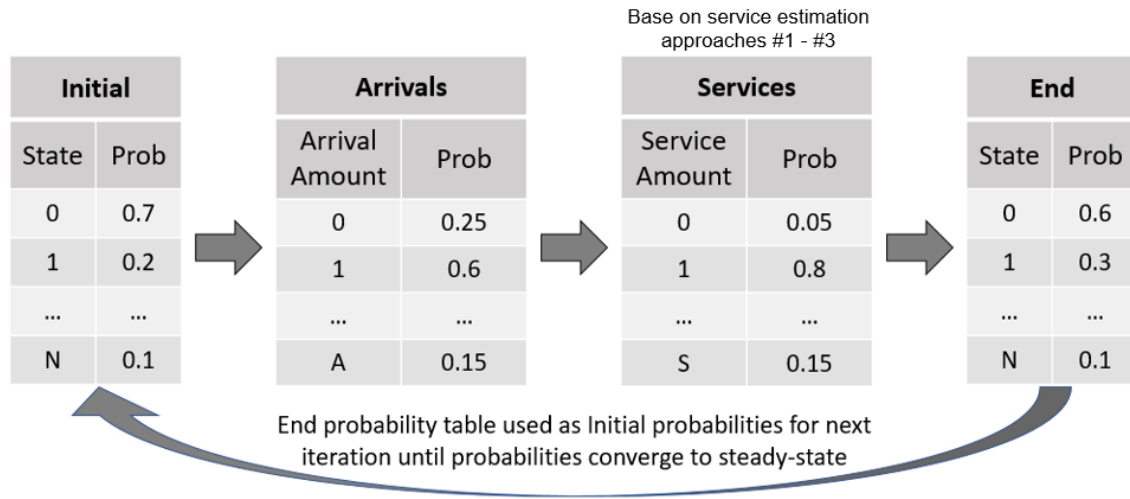 Base on service estimation
approaches #1 - #3
Initial
State Prob
0 0.7
1 0.2
... ...
N 0.1
Arrivals
Arrival
Amount
Prob
0 0.25
1 0.6
... ...
A 0.15
Services
Service
Amount
Prob
0 0.05
1 0.8
... ...
S 0.15
End
State Prob
0 0.6
1 0.3
... ...
N 0.1
End probability table used as Initial probabilities for next
iteration until probabilities converge to steady-state